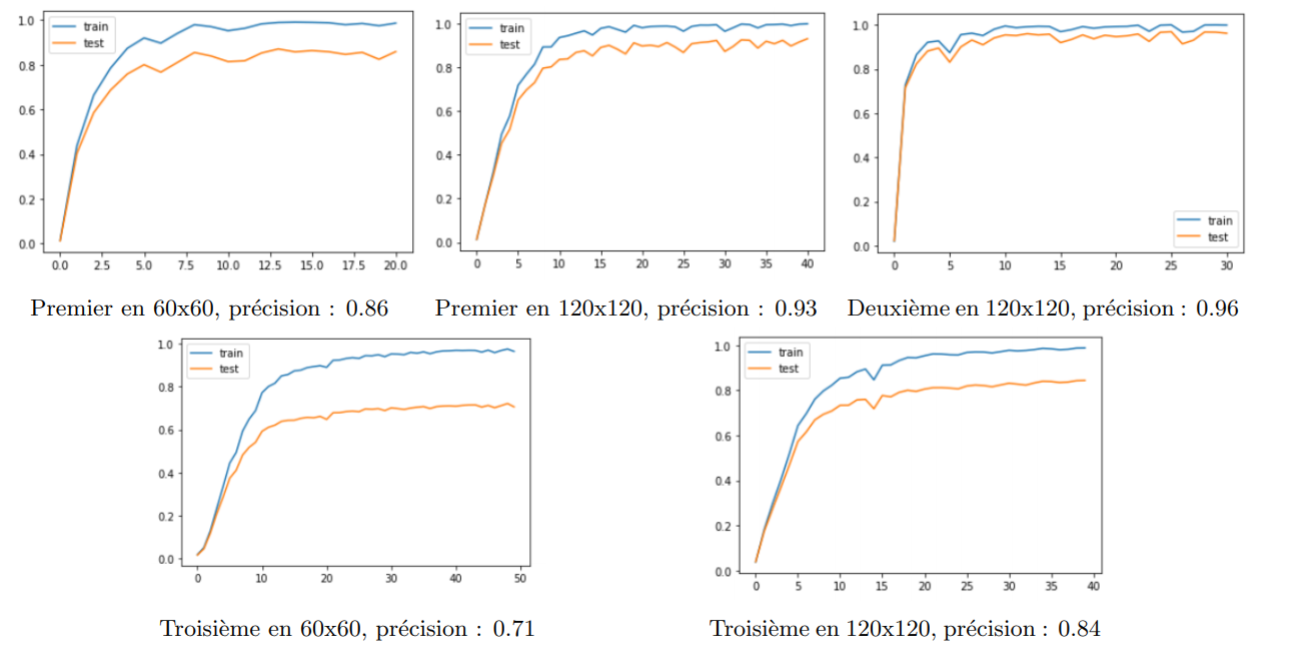 1.0
0.8
0.6
0.4
0.2
0.0
train
test
0.0 2.5 5.0 7.5 10.0 12.5 15.0 17.5 20.0
1.0
0.8
0.6
0.4
0.2
0.0
train
test
0 5 10 15 20 25 30 35 40
1.0
0.8
0.6
0.4
0.2
0.0
train
test
0 5 10 15 20 25 30
Premier en 60x60, précision : 0.86
Premier en 120x120, précision : 0.93
Deuxième en 120x120, précision : 0.96
1.0
0.8
0.6
0.4
0.2
0.0
train
test
0 10 20 30 40 50
1.0
0.8
0.6
0.4
0.2
0.0
train
test
0 5 10 15 20 25 30 35 40
Troisième en 60x60, précision : 0.71
Troisième en 120x120, précision : 0.84